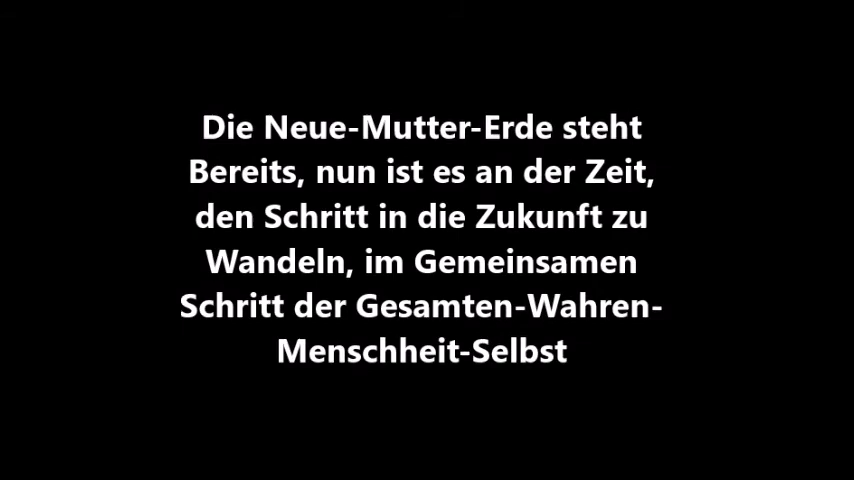 Die Neue-Mutter-Erde steht
Bereits, nun ist es an der Zeit,
den Schritt in die Zukunft zu
Wandeln, im Gemeinsamen
Schritt der Gesamten-Wahren-
Menschheit-Selbst